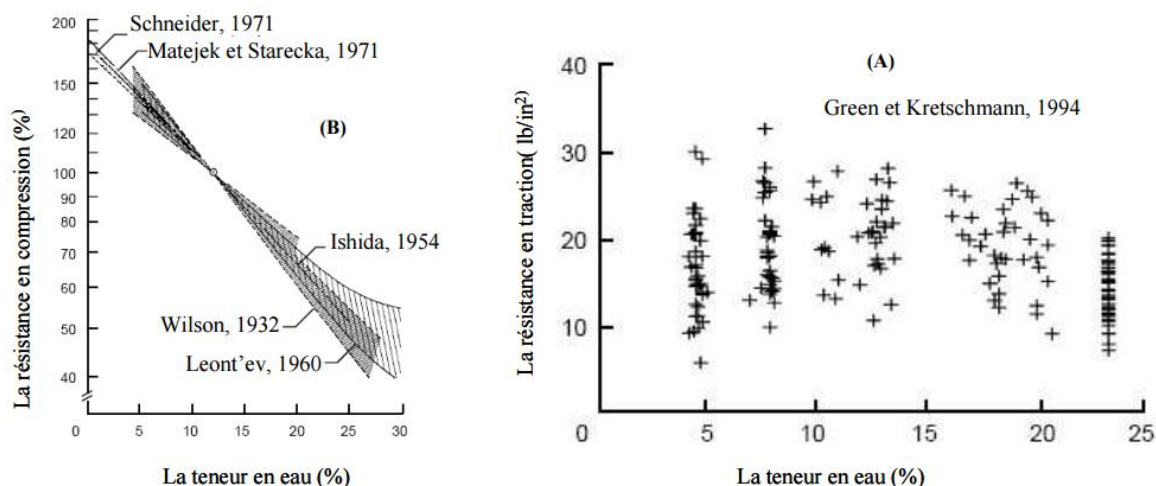 La résistance en compression (%)
200
150
120
100
90
80
70
60
50
40
0
5
10
15
20
25
30
Schneider, 1971
Matejek et Starecka, 1971
(B)
Ishida, 1954
Wilson, 1932
Leont’ev, 1960
La teneur en eau (%)
La résistance en traction( lb/in²)
40
30
20
10
0
5
10
15
20
25
(A)
Green et Kretschmann, 1994
La teneur en eau (%)